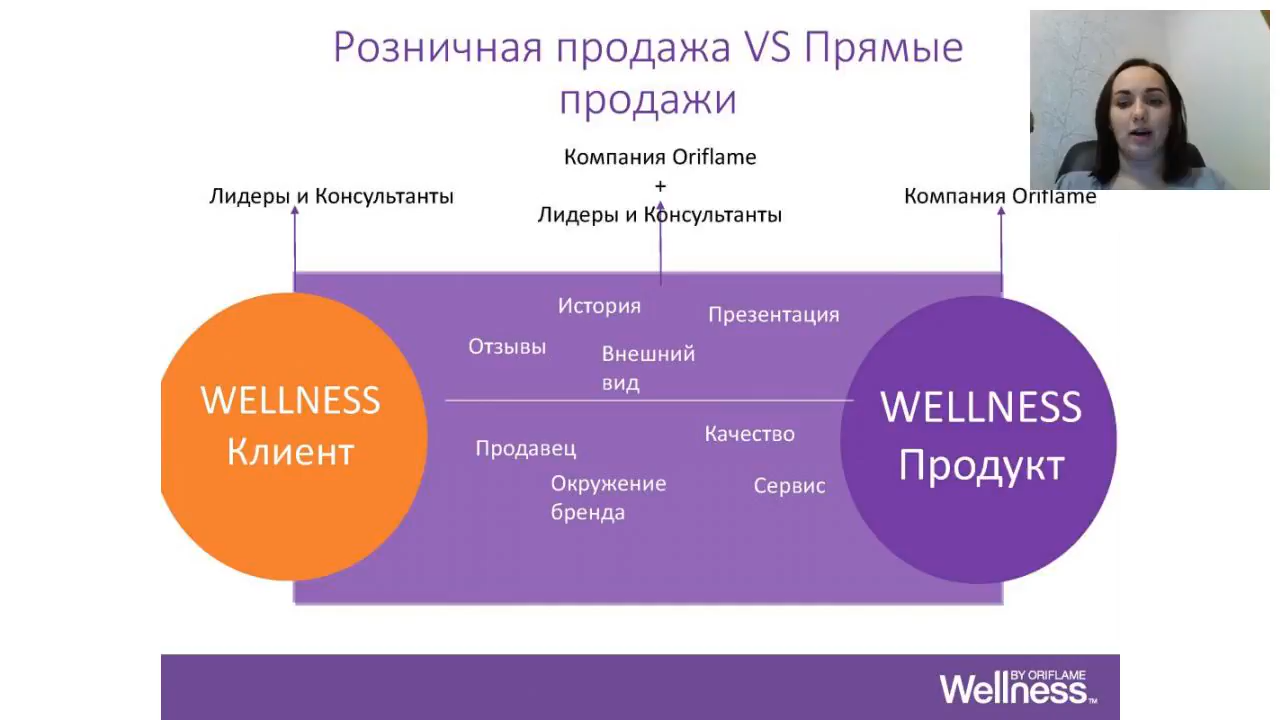 Розничная продажа VS Прямые
продажи
Компания Oriflame
+
Лидеры и Консультанты
Лидеры и Консультанты
Компания Oriflame
История
Презентация
Отзывы
Внешний
вид
WELLNESS
Клиент
WELLNESS
Продукт
Продавец
Качество
Окружение
бренда
Сервис
BY ORIFLAME
Wellness™